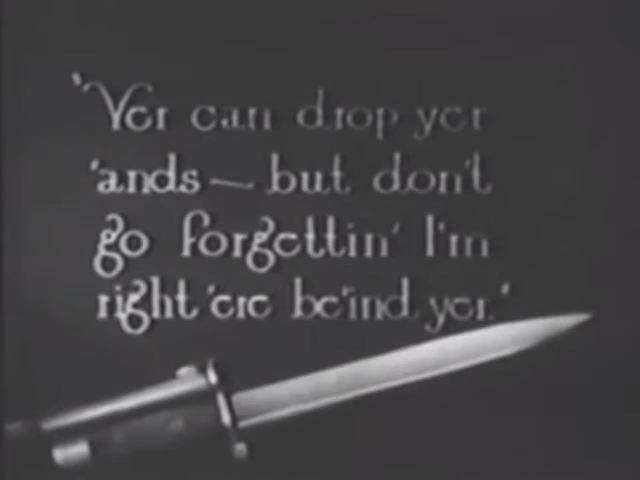 'Yer can drop yer
'ands — but don't
go forgettin' I'm
right 'ere be'ind yer.'